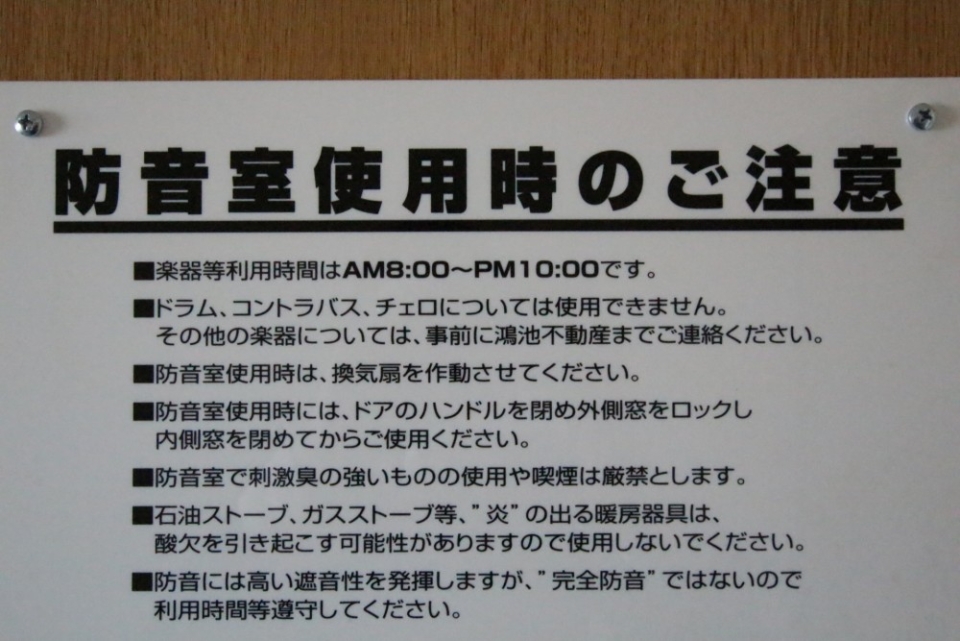 防音室使用時のご注意
■楽器等利用時間はAM8:00～PM10:00です。
■ドラム、コントラバス、チェロについては使用できません。
その他の楽器については、事前に鴻池不動産までご連絡ください。
■防音室使用時は、換気扇を作動させてください。
■防音室使用時には、ドアのハンドルを閉め外側窓をロックし
内側窓を閉めてからご使用ください。
■防音室で刺激臭の強いものの使用や喫煙は厳禁とします。
■石油ストーブ、ガスストーブ等、”炎”の出る暖房器具は、
酸欠を引き起こす可能性がありますので使用しないでください。
■防音には高い遮音性を発揮しますが、”完全防音”ではないので
利用時間等遵守してください。